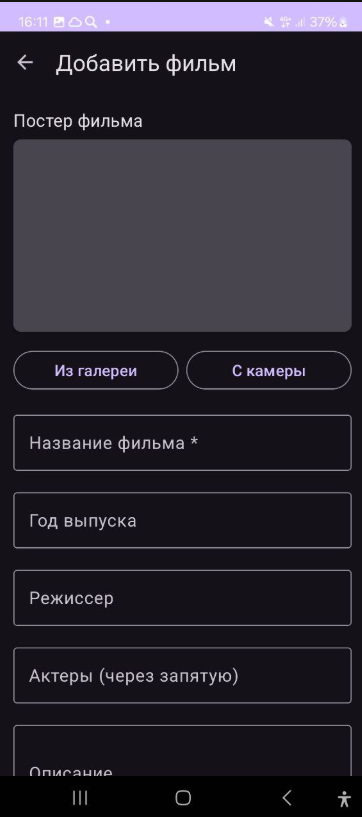 16:11 37%
Добавить фильм
Постер фильма
Из галереи
С камеры
Название фильма *
Год выпуска
Режиссер
Актеры (через запятую)
Описание